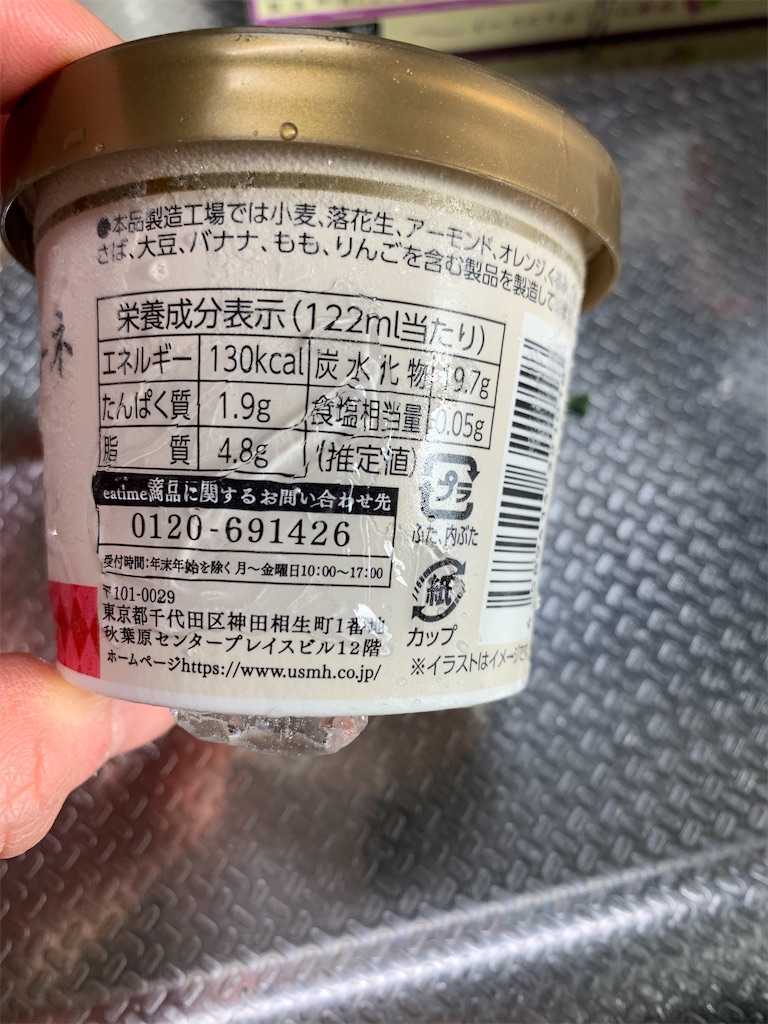 ●本品製造工場では小麦、落花生、アーモンド、オレンジ、くるみ、
さば、大豆、バナナ、もも、りんごを含む製品を製造して
栄養成分表示(122ml当たり)
エネルギー 130kcal 炭水化物 19.7g
たんぱく質 1.9g 食塩相当量 0.05g
脂質 4.8g (推定値)
eatime商品に関するお問い合わせ先
0120-691426
受付時間:年末年始を除く月～金曜日10:00～17:00
プラ
ふた、内ぶた
〒101-0029
東京都千代田区神田相生町1番地
秋葉原センタープレイスビル12階
ホームページhttps://www.usmh.co.jp/
紙
カップ
※イラストはイメージです